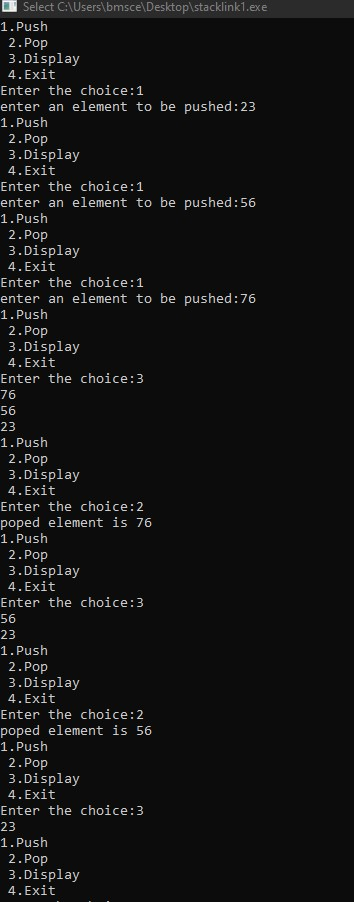 Select C:\Users\bmsce\Desktop\stacklink1.exe
1.Push
2.Pop
3.Display
4.Exit
Enter the choice:1
enter an element to be pushed:23
1.Push
2.Pop
3.Display
4.Exit
Enter the choice:1
enter an element to be pushed:56
1.Push
2.Pop
3.Display
4.Exit
Enter the choice:1
enter an element to be pushed:76
1.Push
2.Pop
3.Display
4.Exit
Enter the choice:3
76
56
23
1.Push
2.Pop
3.Display
4.Exit
Enter the choice:2
poped element is 76
1.Push
2.Pop
3.Display
4.Exit
Enter the choice:3
56
23
1.Push
2.Pop
3.Display
4.Exit
Enter the choice:2
poped element is 56
1.Push
2.Pop
3.Display
4.Exit
Enter the choice:3
23
1.Push
2.Pop
3.Display
4.Exit